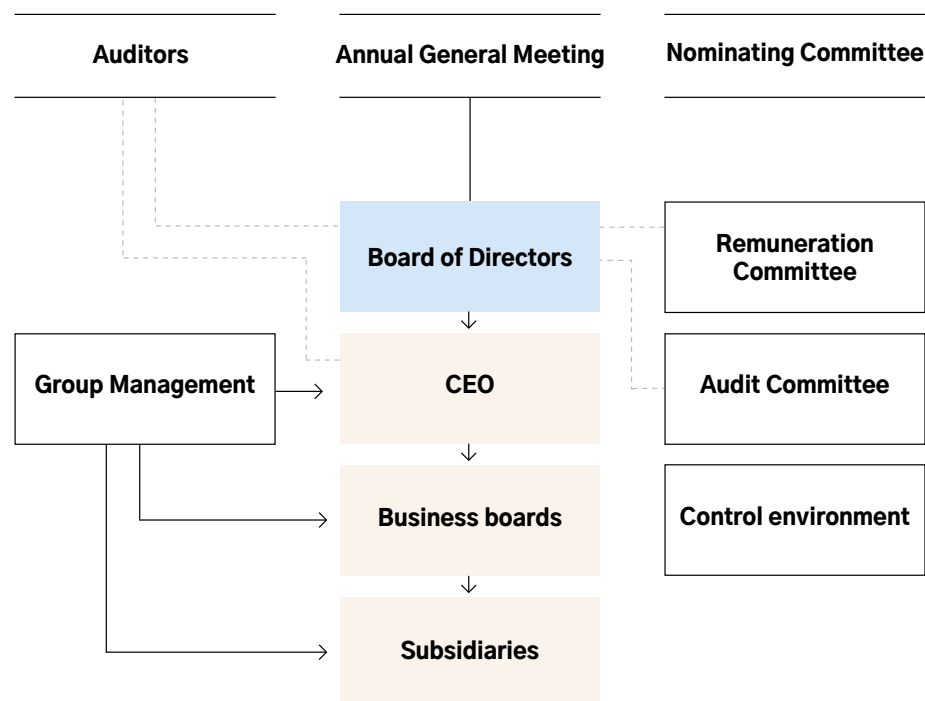 Auditors
Annual General Meeting
Nominating Committee
Board of Directors
Remuneration
Committee
Group Management
CEO
Audit Committee
Business boards
Control environment
Subsidiaries